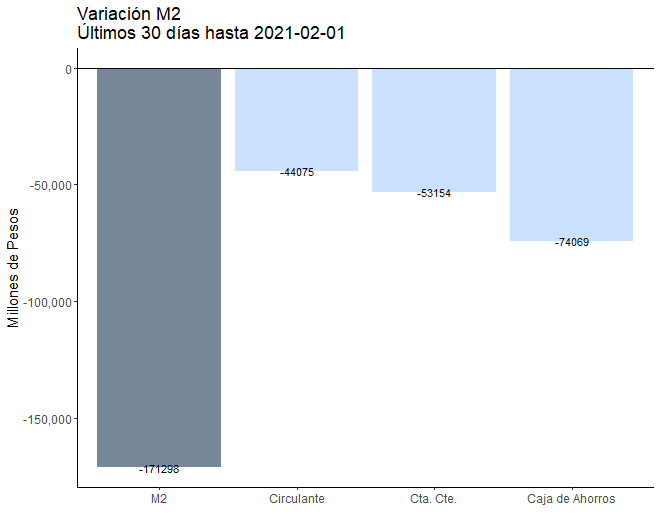 Variación M2
Últimos 30 días hasta 2021-02-01
Millones de Pesos
0
-50,000
-100,000
-150,000
-171298
-44075
-53154
-74069
M2
Circulante
Cta. Cte.
Caja de Ahorros